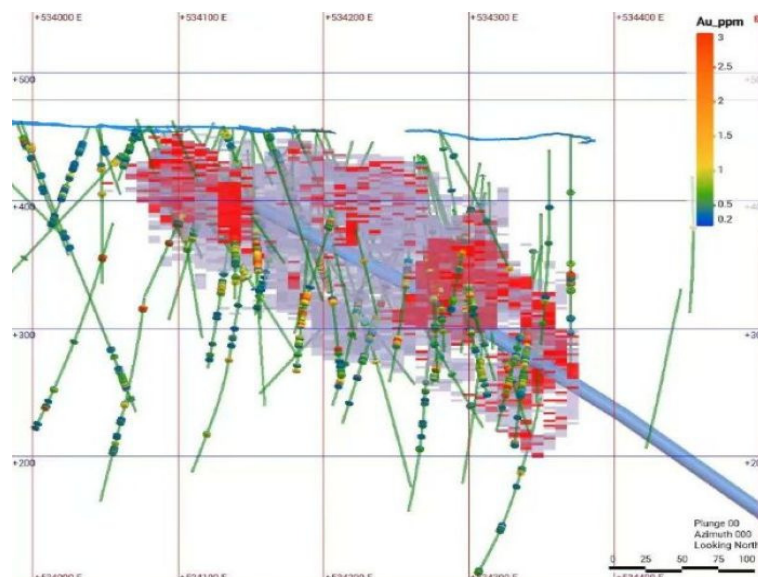 +534000 E
+534100 E
+534200 E
+534300 E
+534400 E
Au_ppm
3
2.5
2
1.5
1
0.5
0.2
+500
+400
+300
+200
Plunge 00
Azimuth 000
Looking North
0 25 50 75 100